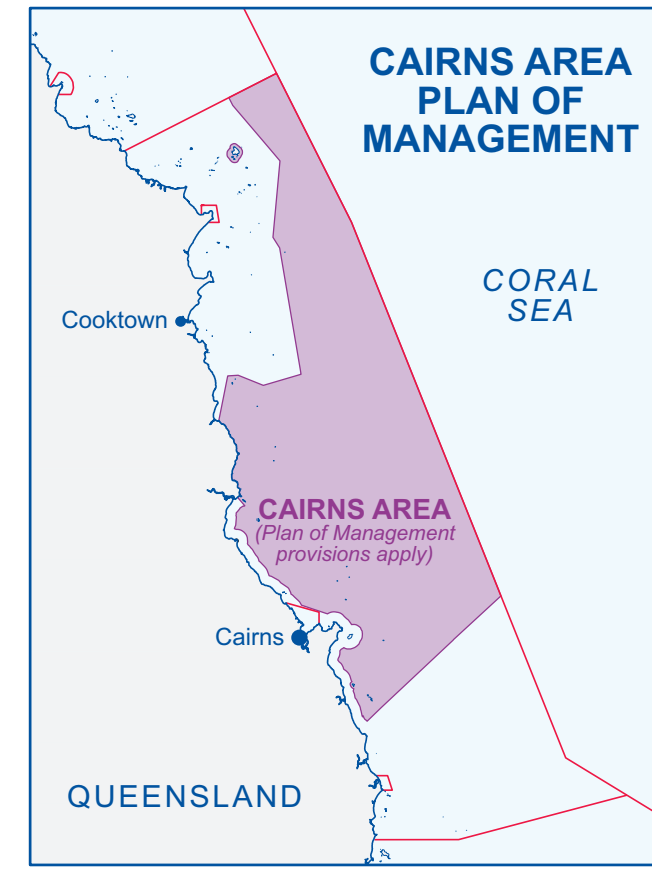 CAIRNS AREA
PLAN OF
MANAGEMENT
CORAL
SEA
Cooktown
CAIRNS AREA
(Plan of Management
provisions apply)
Cairns
QUEENSLAND